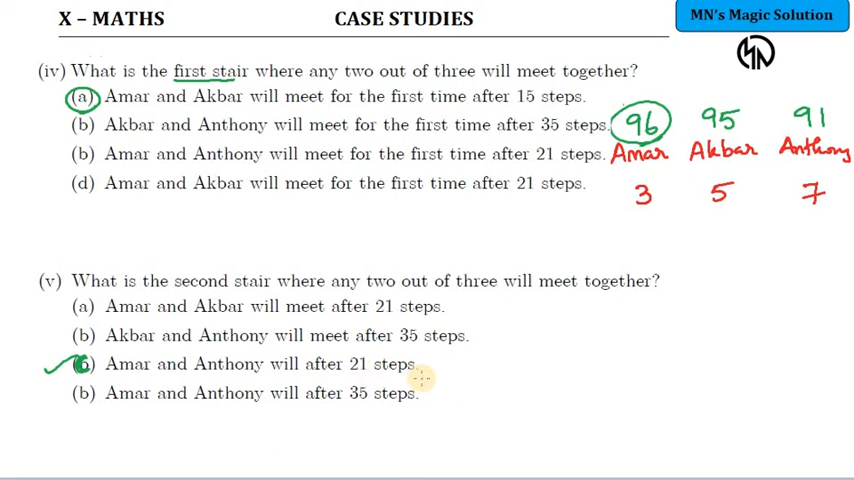 X – MATHS CASE STUDIES MN's Magic Solution
MN
(iv) What is the first stair where any two out of three will meet together?
(a) Amar and Akbar will meet for the first time after 15 steps.
(b) Akbar and Anthony will meet for the first time after 35 steps.
96 95 91
(b) Amar and Anthony will meet for the first time after 21 steps.
Amar Akbar Anthony
(d) Amar and Akbar will meet for the first time after 21 steps.
3 5 7
(v) What is the second stair where any two out of three will meet together?
(a) Amar and Akbar will meet after 21 steps.
(b) Akbar and Anthony will meet after 35 steps.
Amar and Anthony will after 21 steps.
(b) Amar and Anthony will after 35 steps.